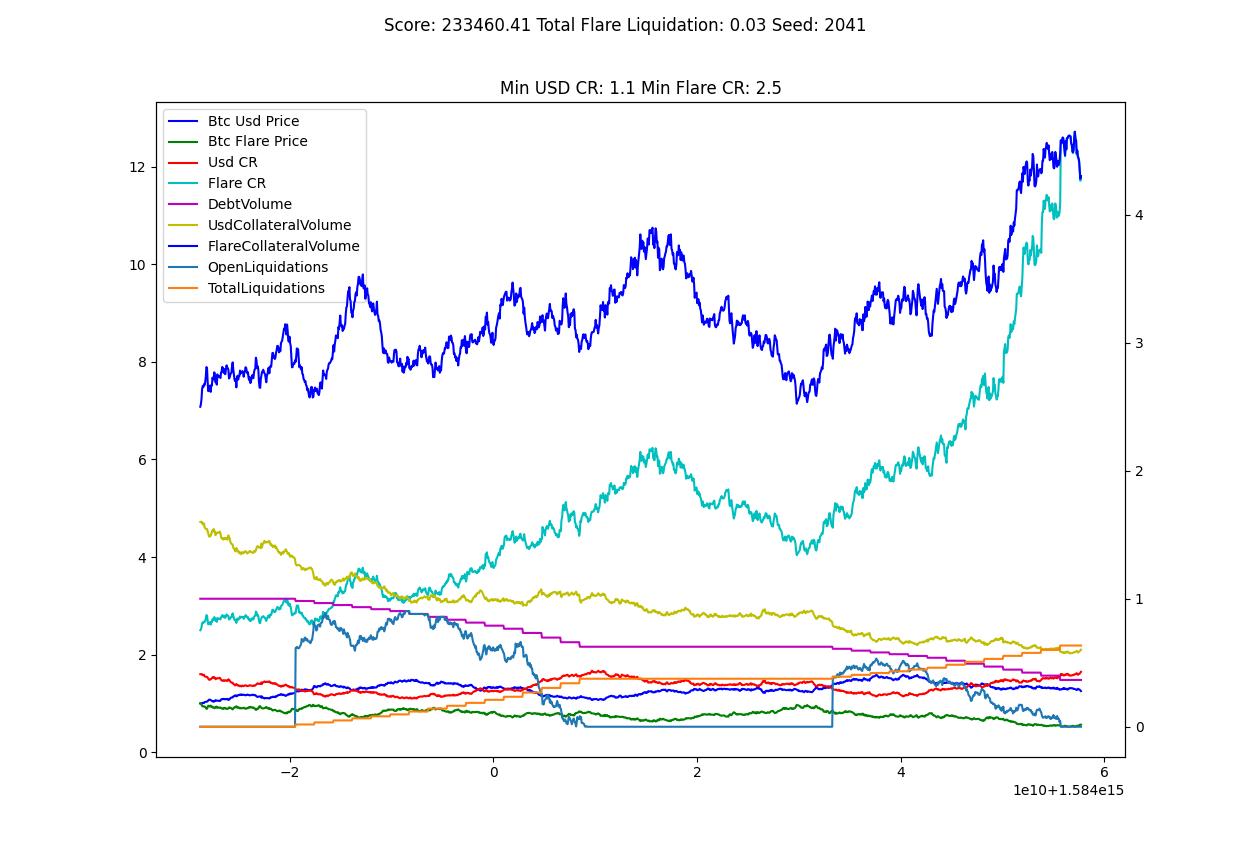 Score: 233460.41 Total Flare Liquidation: 0.03 Seed: 2041
Min USD CR: 1.1 Min Flare CR: 2.5
Btc Usd Price
Btc Flare Price
Usd CR
Flare CR
DebtVolume
UsdCollateralVolume
FlareCollateralVolume
OpenLiquidations
TotalLiquidations
12
10
8
6
4
2
0
4
3
2
1
0
−2
0
2
4
6
1e10+1.584e15